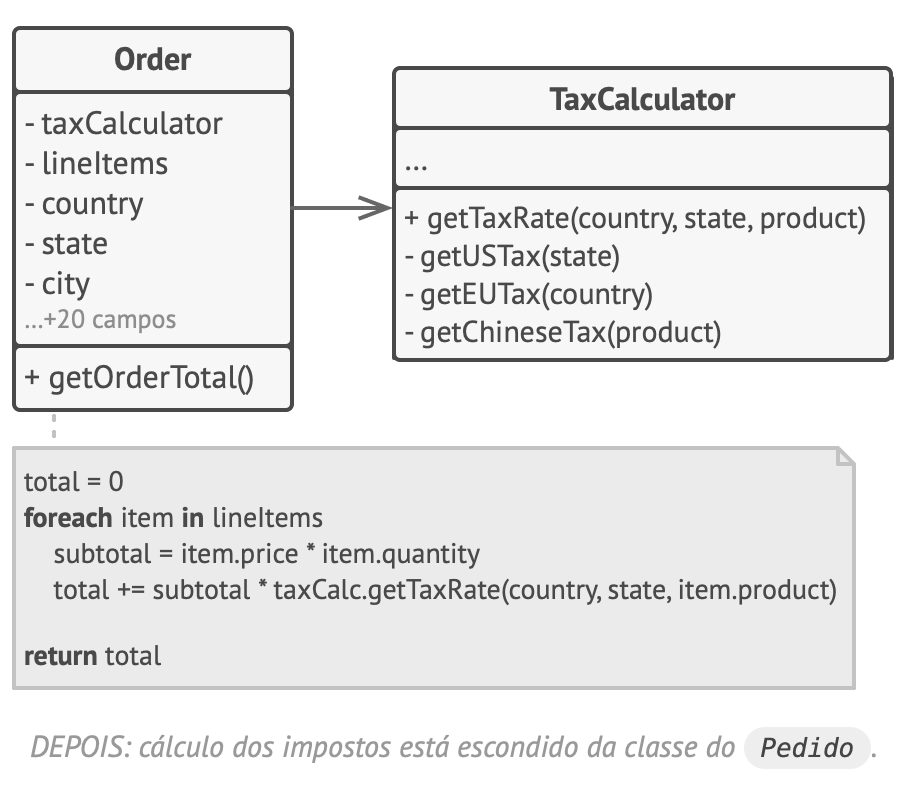 Order
- taxCalculator
- lineItems
- country
- state
- city
...+20 campos
+ getOrderTotal()
TaxCalculator
...
+ getTaxRate(country, state, product)
- getUSTax(state)
- getEUTax(country)
- getChineseTax(product)
total = 0
foreach item in lineItems
subtotal = item.price * item.quantity
total += subtotal * taxCalc.getTaxRate(country, state, item.product)
return total
DEPOIS: cálculo dos impostos está escondido da classe do Pedido.